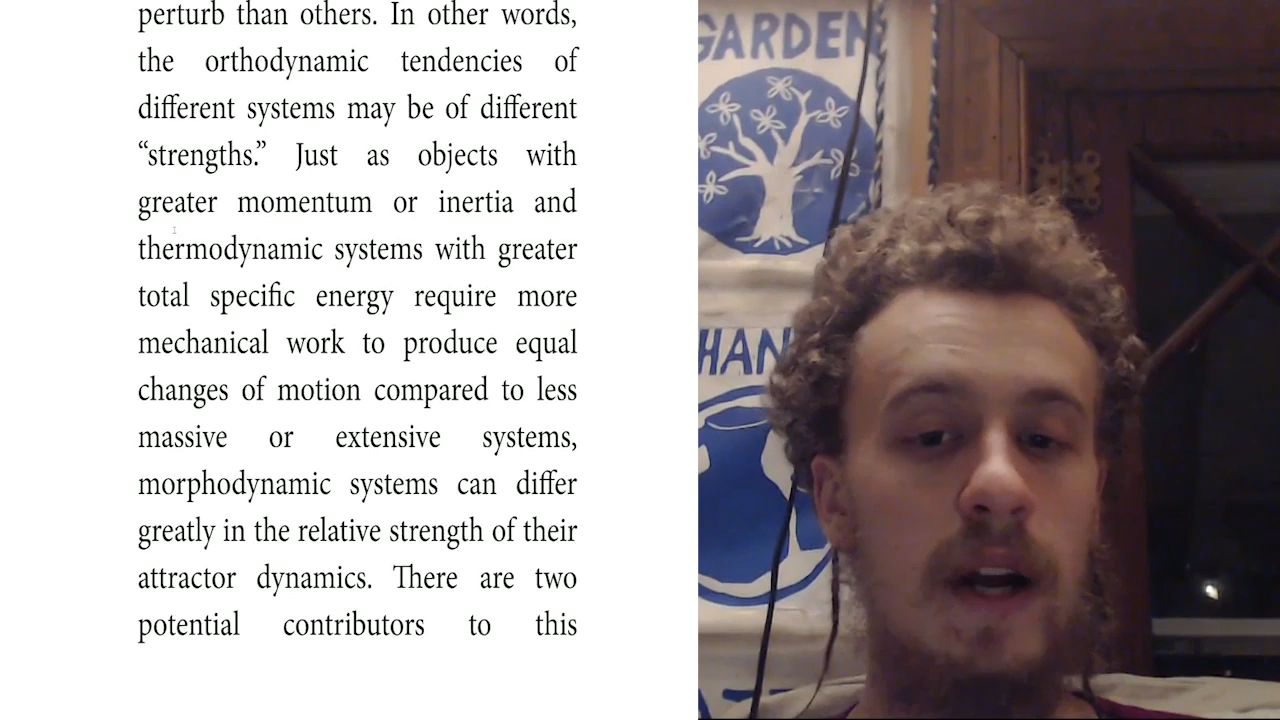 perturb than others. In other words,
the orthodynamic tendencies of
different systems may be of different
“strengths.” Just as objects with
greater momentum or inertia and
thermodynamic systems with greater
total specific energy require more
mechanical work to produce equal
changes of motion compared to less
massive or extensive systems,
morphodynamic systems can differ
greatly in the relative strength of their
attractor dynamics. There are two
potential contributors to this
GARDEN
HAN